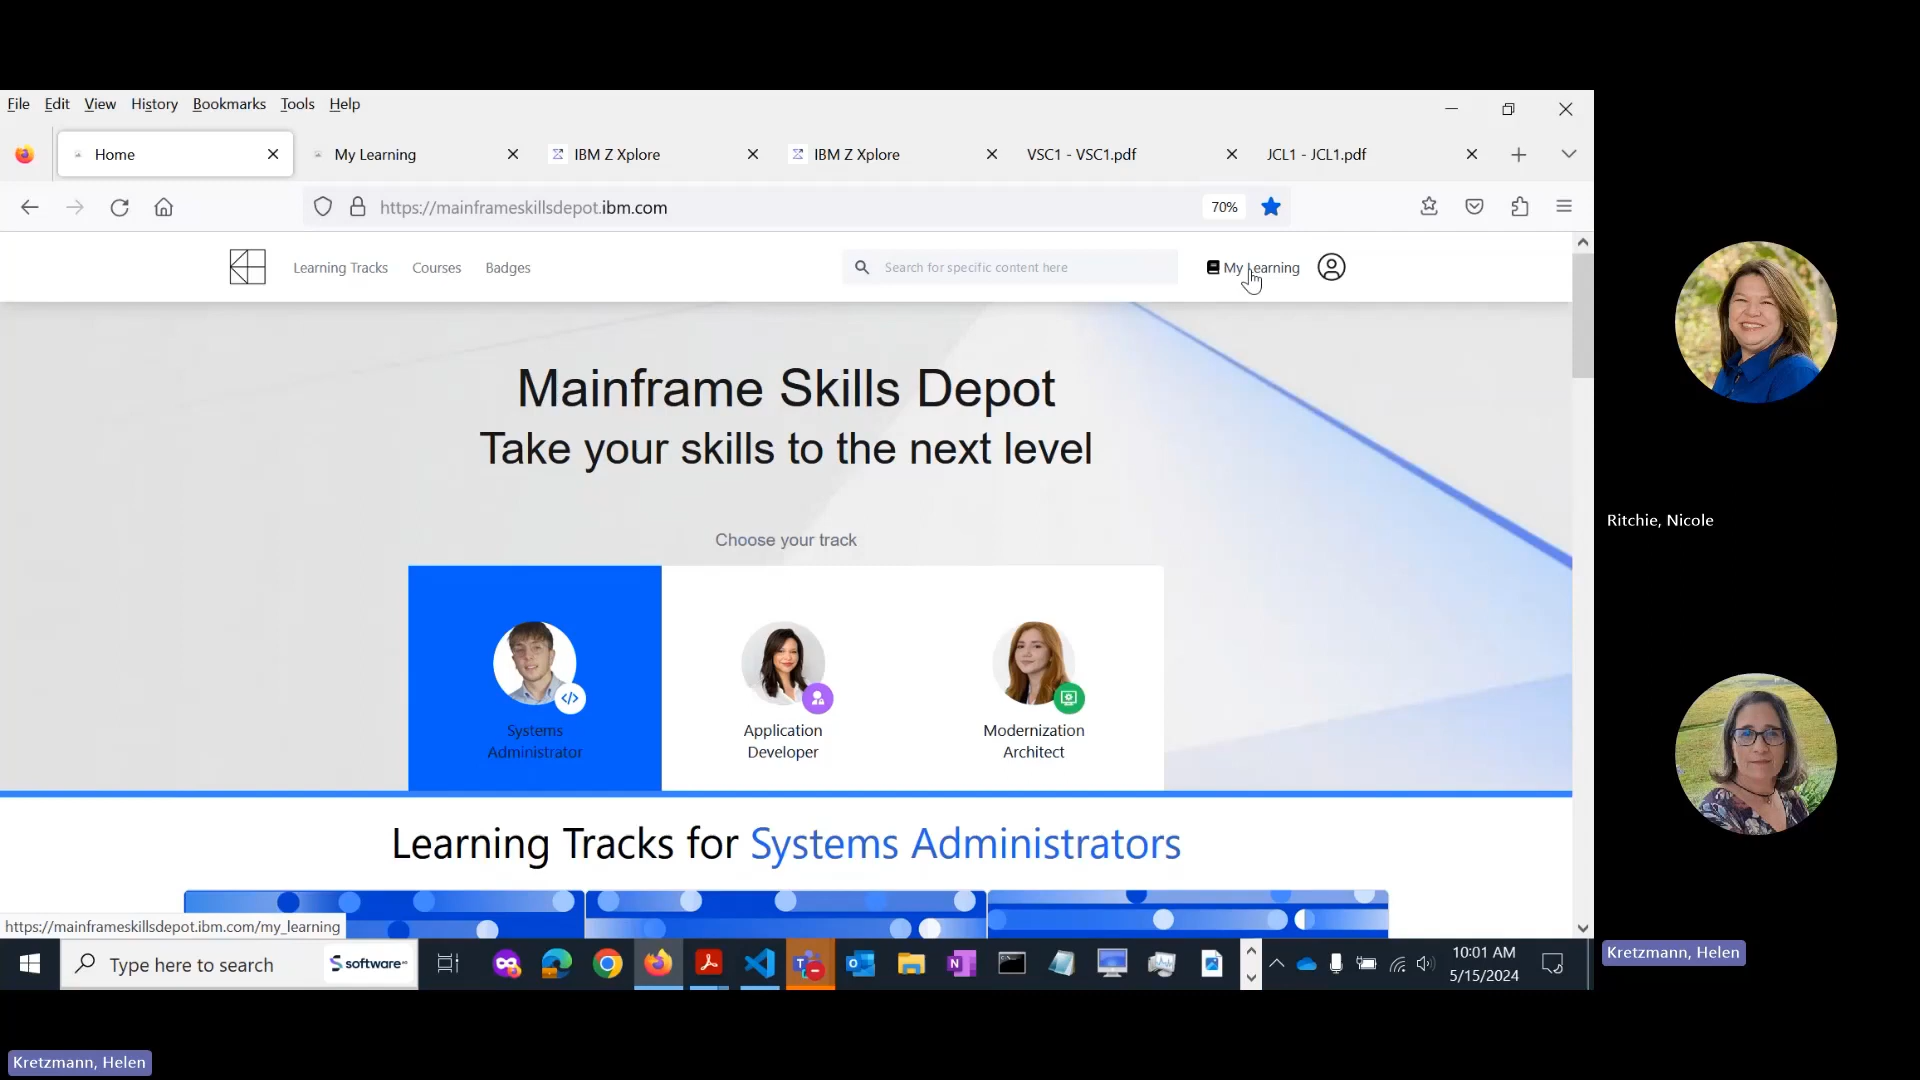 File Edit View History Bookmarks Tools Help
Home
My Learning
IBM Z Xplore
IBM Z Xplore
VSC1 - VSC1.pdf
JCL1 - JCL1.pdf
https://mainframeskillsdepot.ibm.com
70%
Learning Tracks
Courses
Badges
Search for specific content here
My Learning
Mainframe Skills Depot
Take your skills to the next level
Choose your track
Systems
Administrator
Application
Developer
Modernization
Architect
Learning Tracks for Systems Administrators
https://mainframeskillsdepot.ibm.com/my_learning
Type here to search
software AG
10:01 AM
5/15/2024
Ritchie, Nicole
Kretzmann, Helen
Kretzmann, Helen